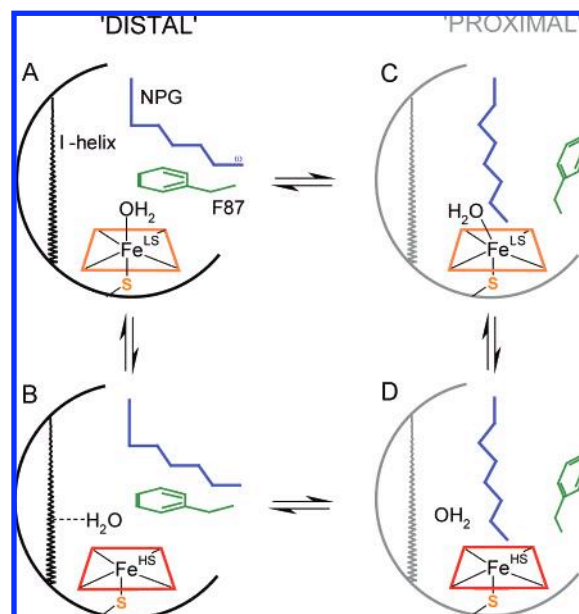 'DISTAL' 'PROXIMAL'
A C
NPG
I-helix
ω
OH₂ F87 H₂O
Fe^LS Fe^LS
S S
B D
H₂O OH₂
Fe^HS Fe^HS
S S